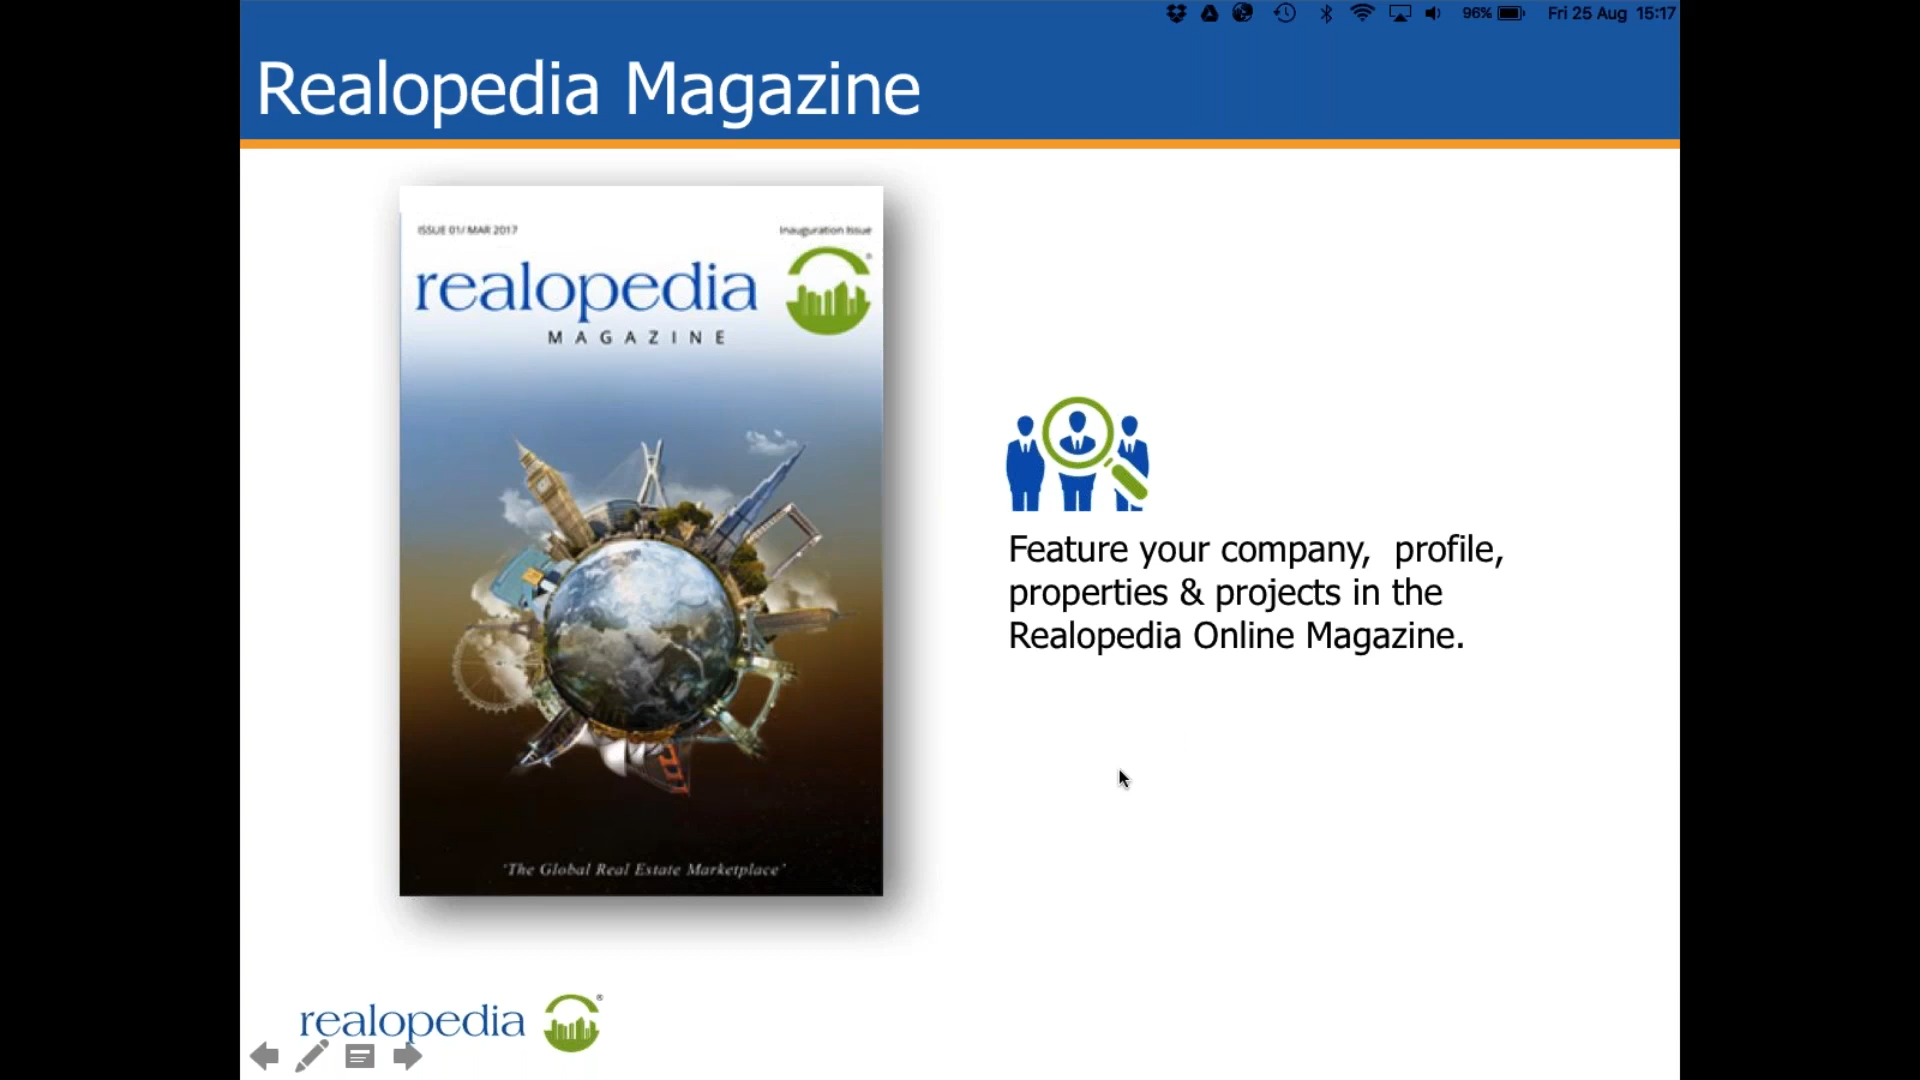 96% Fri 25 Aug 15:17
Realopedia Magazine
ISSUE 01/ MAR 2017
Inauguration Issue
realopedia
MAGAZINE
Feature your company, profile,
properties & projects in the
Realopedia Online Magazine.
'The Global Real Estate Marketplace'
realopedia